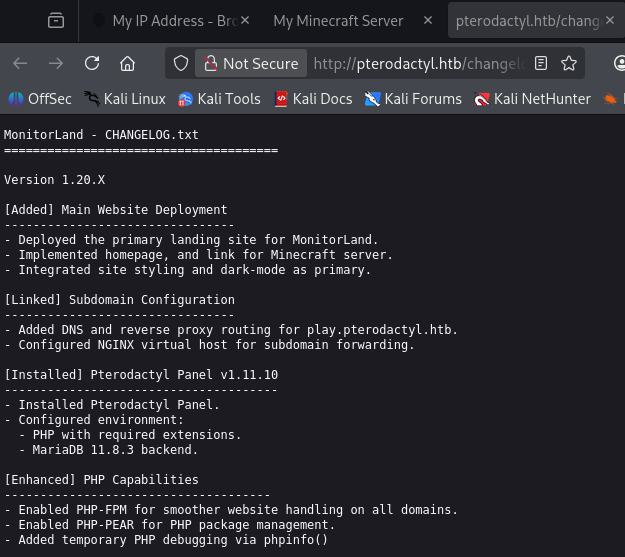 My IP Address - Bro
My Minecraft Server
pterodactyl.htb/change
Not Secure
http://pterodactyl.htb/changel
OffSec
Kali Linux
Kali Tools
Kali Docs
Kali Forums
Kali NetHunter
MonitorLand - CHANGELOG.txt
======================================
Version 1.20.X
[Added] Main Website Deployment
--------------------------------
- Deployed the primary landing site for MonitorLand.
- Implemented homepage, and link for Minecraft server.
- Integrated site styling and dark-mode as primary.
[Linked] Subdomain Configuration
--------------------------------
- Added DNS and reverse proxy routing for play.pterodactyl.htb.
- Configured NGINX virtual host for subdomain forwarding.
[Installed] Pterodactyl Panel v1.11.10
--------------------------------------
- Installed Pterodactyl Panel.
- Configured environment:
  - PHP with required extensions.
  - MariaDB 11.8.3 backend.
[Enhanced] PHP Capabilities
-------------------------------------
- Enabled PHP-FPM for smoother website handling on all domains.
- Enabled PHP-PEAR for PHP package management.
- Added temporary PHP debugging via phpinfo()